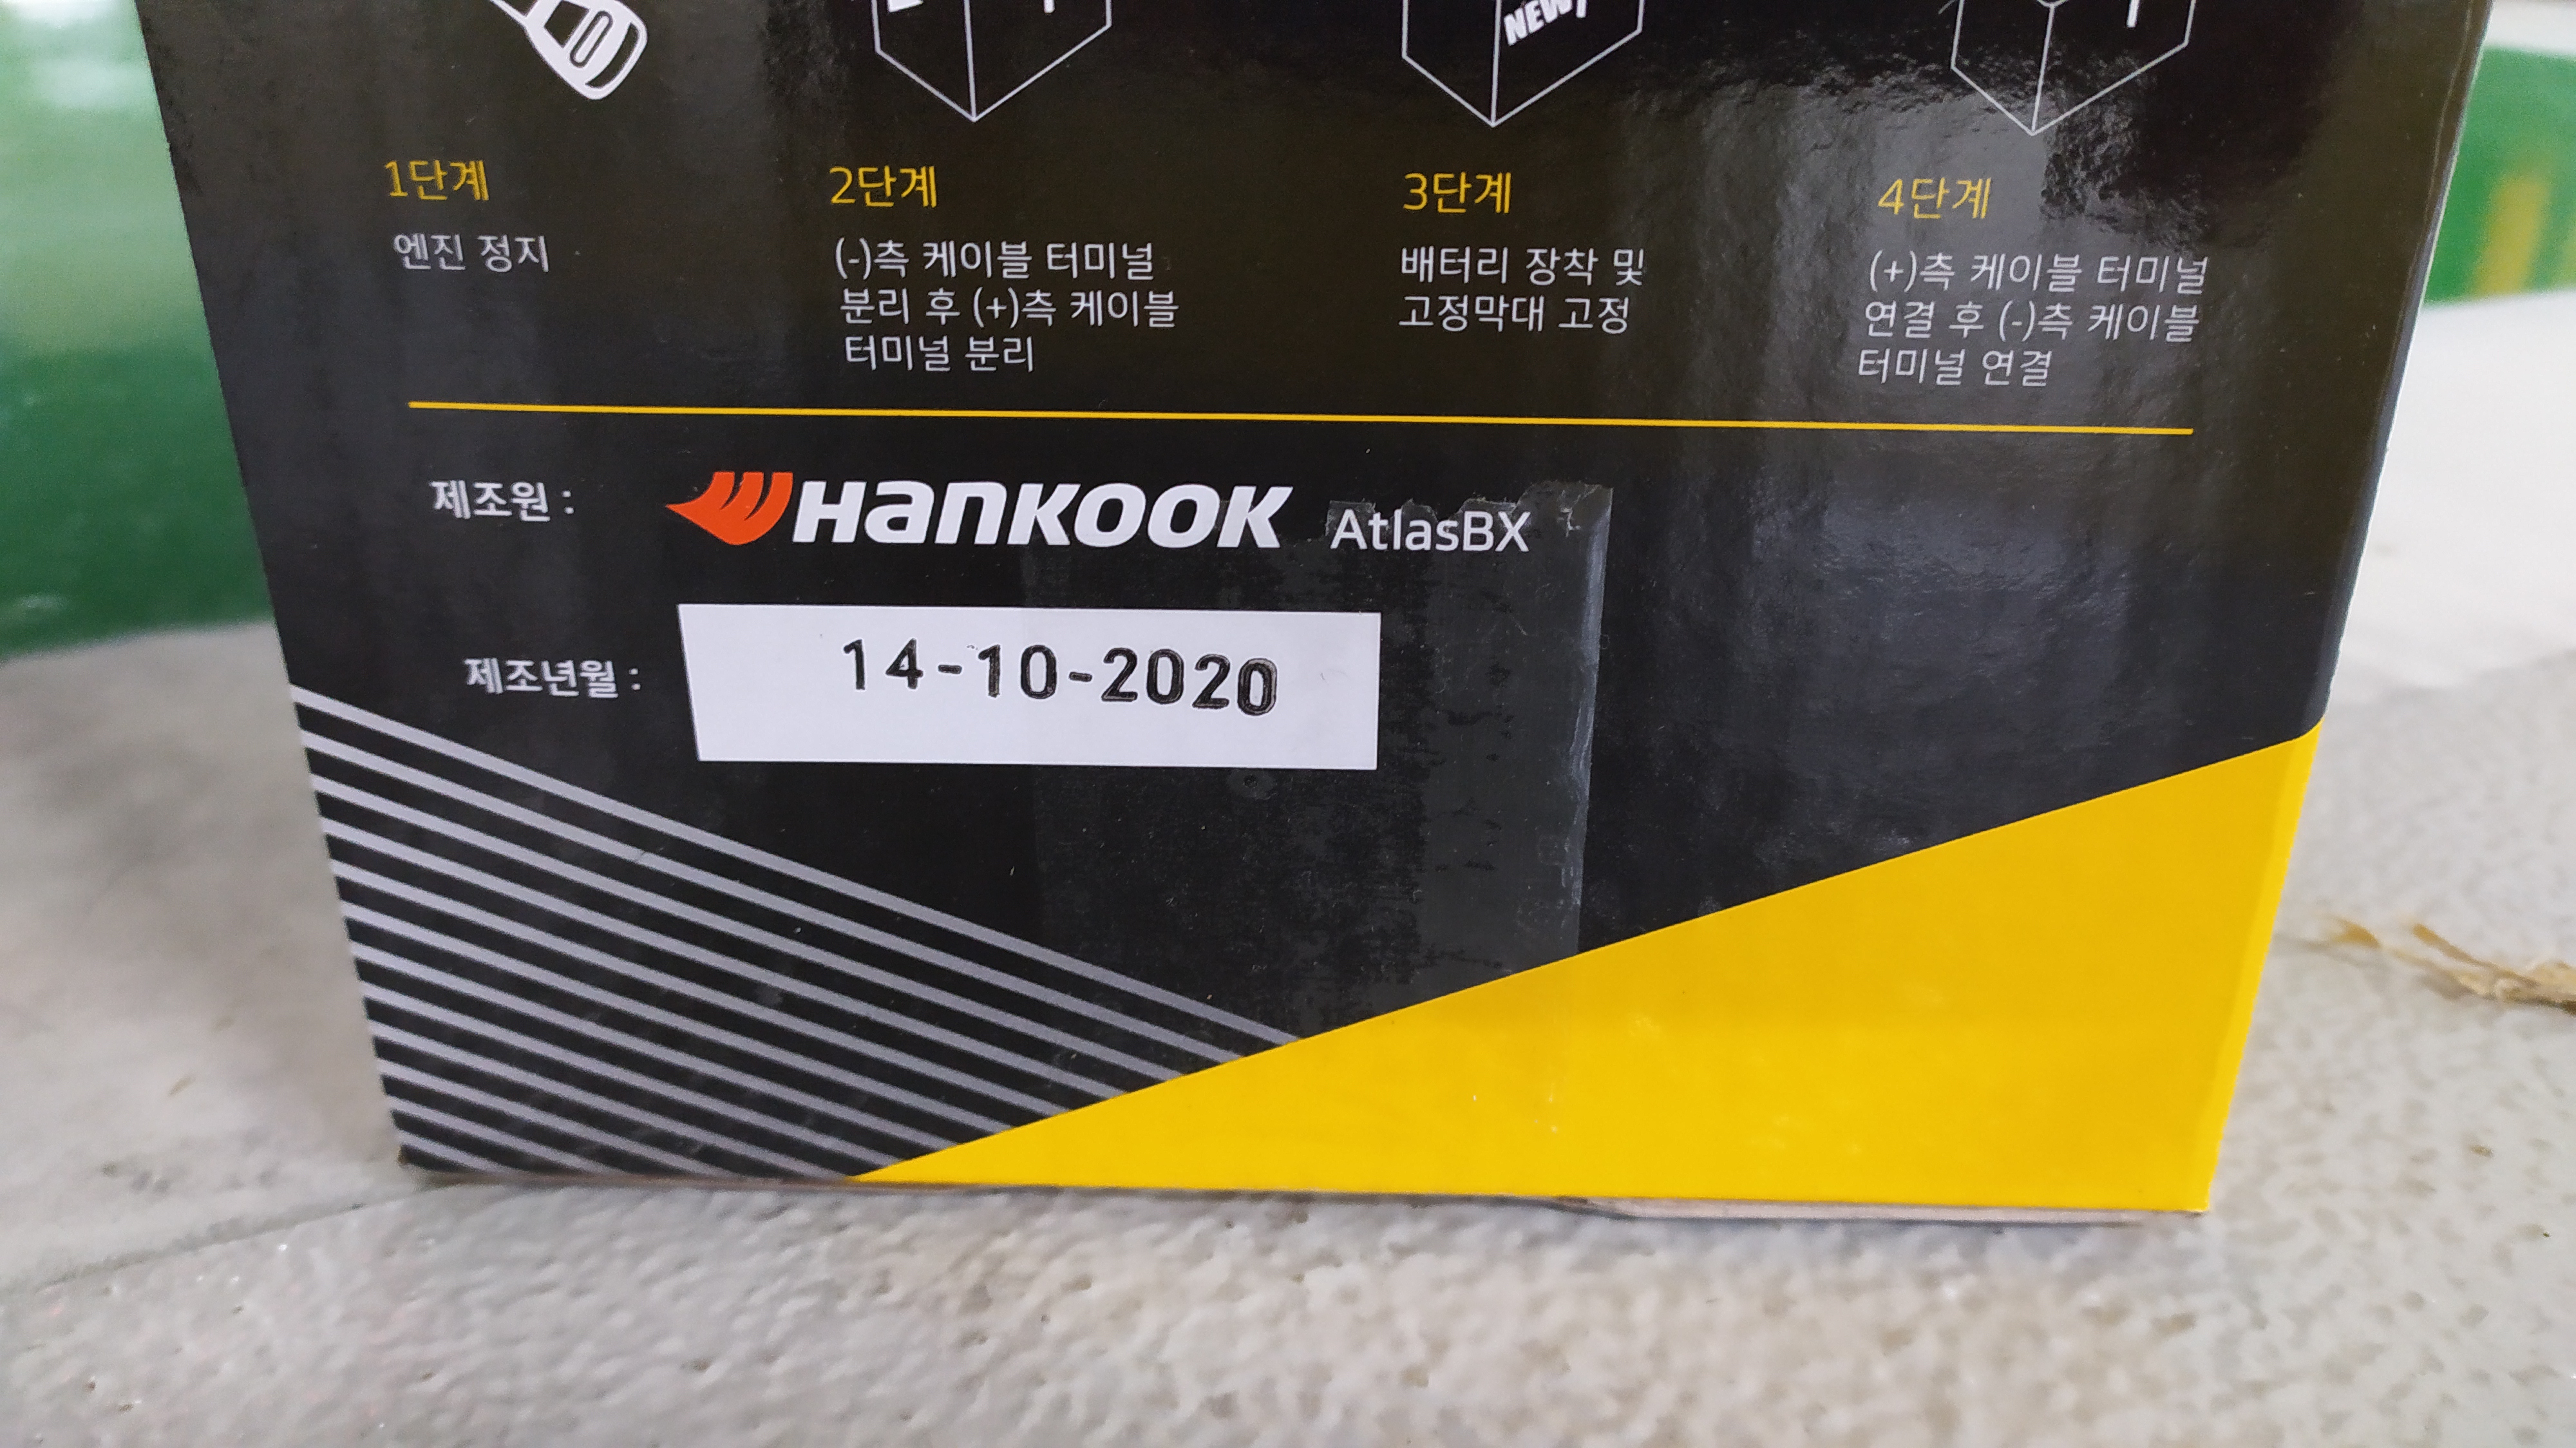 NEW
1단계
엔진 정지
2단계
(-)측 케이블 터미널
분리 후 (+)측 케이블
터미널 분리
3단계
배터리 장착 및
고정막대 고정
4단계
(+)측 케이블 터미널
연결 후 (-)측 케이블
터미널 연결
제조원 : Hankook AtlasBX
제조년월 : 14-10-2020